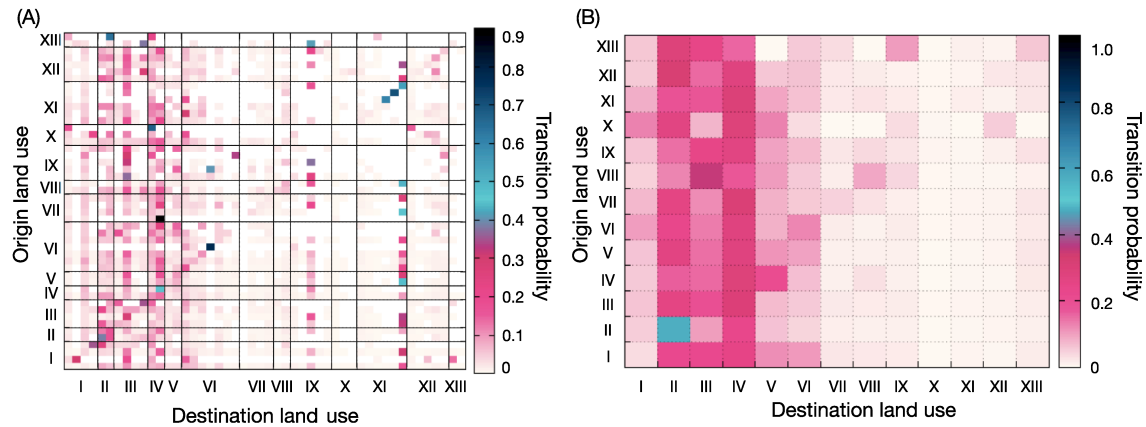 (A)
Origin land use
XIII
XII
XI
X
IX
VIII
VII
VI
V
IV
III
II
I
I II III IV V VI VII VIII IX X XI XII XIII
Destination land use
0.9
0.8
0.7
0.6
0.5
0.4
0.3
0.2
0.1
0
Transition probability
(B)
Origin land use
XIII
XII
XI
X
IX
VIII
VII
VI
V
IV
III
II
I
I II III IV V VI VII VIII IX X XI XII XIII
Destination land use
1.0
0.8
0.6
0.4
0.2
0
Transition probability